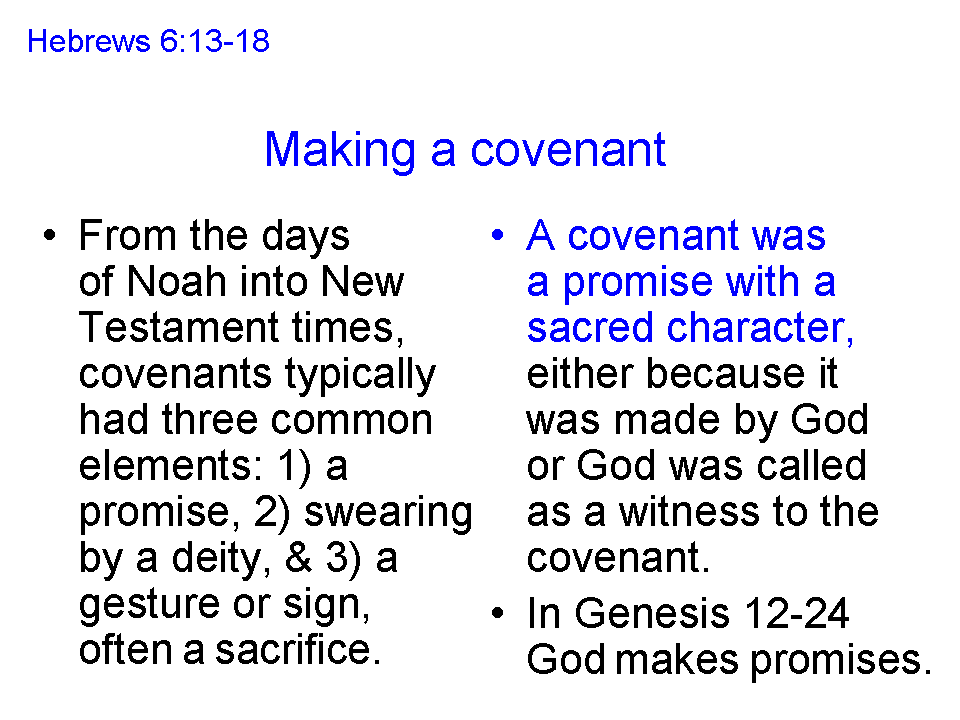 Hebrews 6:13-18
Making a covenant
• From the days
of Noah into New
Testament times,
covenants typically
had three common
elements: 1) a
promise, 2) swearing
by a deity, & 3) a
gesture or sign,
often a sacrifice.
• A covenant was
a promise with a
sacred character,
either because it
was made by God
or God was called
as a witness to the
covenant.
• In Genesis 12-24
God makes promises.